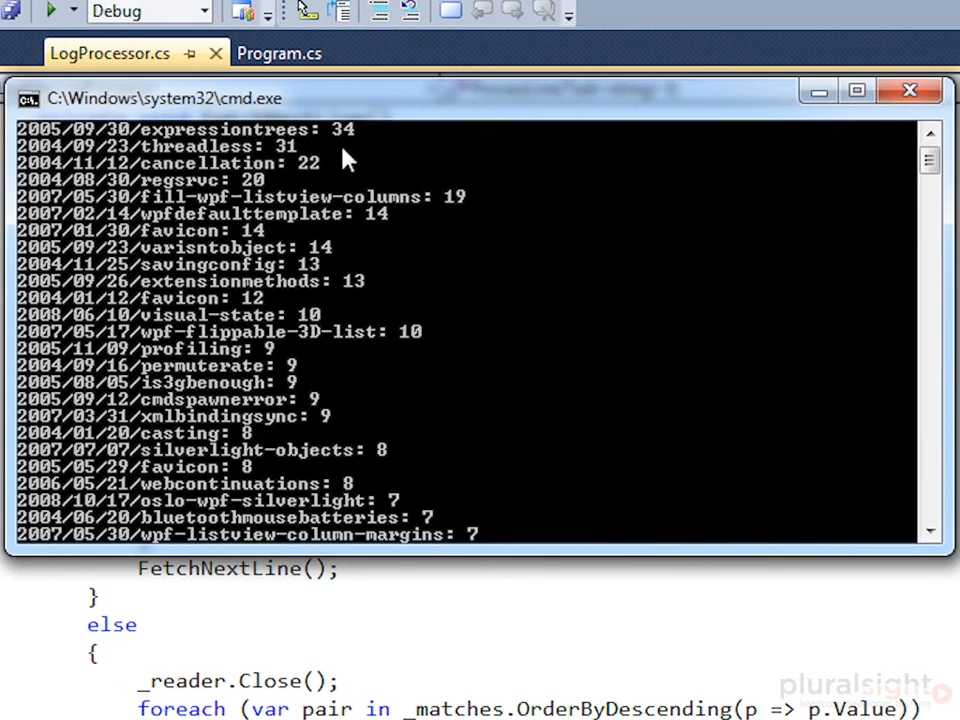 Debug
LogProcessor.cs
Program.cs
C:\Windows\system32\cmd.exe
2005/09/30/expressiontrees: 34
2004/09/23/threadless: 31
2004/11/12/cancellation: 22
2004/08/30/regsrvc: 20
2007/05/30/fill-wpf-listview-columns: 19
2007/02/14/wpfdefaulttemplate: 14
2007/01/30/favicon: 14
2005/09/23/varisntobject: 14
2004/11/25/savingconfig: 13
2005/09/26/extensionmethods: 13
2004/01/12/favicon: 12
2008/06/10/visual-state: 10
2007/05/17/wpf-flippable-3D-list: 10
2005/11/09/profiling: 9
2004/09/16/permuterate: 9
2005/08/05/is3gbenough: 9
2005/09/12/cmdspawnerror: 9
2007/03/31/xmlbindingsync: 9
2004/01/20/casting: 8
2007/07/07/silverlight-objects: 8
2005/05/29/favicon: 8
2006/05/21/webcontinuations: 8
2008/10/17/oslo-wpf-silverlight: 7
2004/06/20/bluetoothmousebatteries: 7
2007/05/30/wpf-listview-column-margins: 7
FetchNextLine();
}
else
{
_reader.Close();
foreach (var pair in _matches.OrderByDescending(p => p.Value))
pluralsight